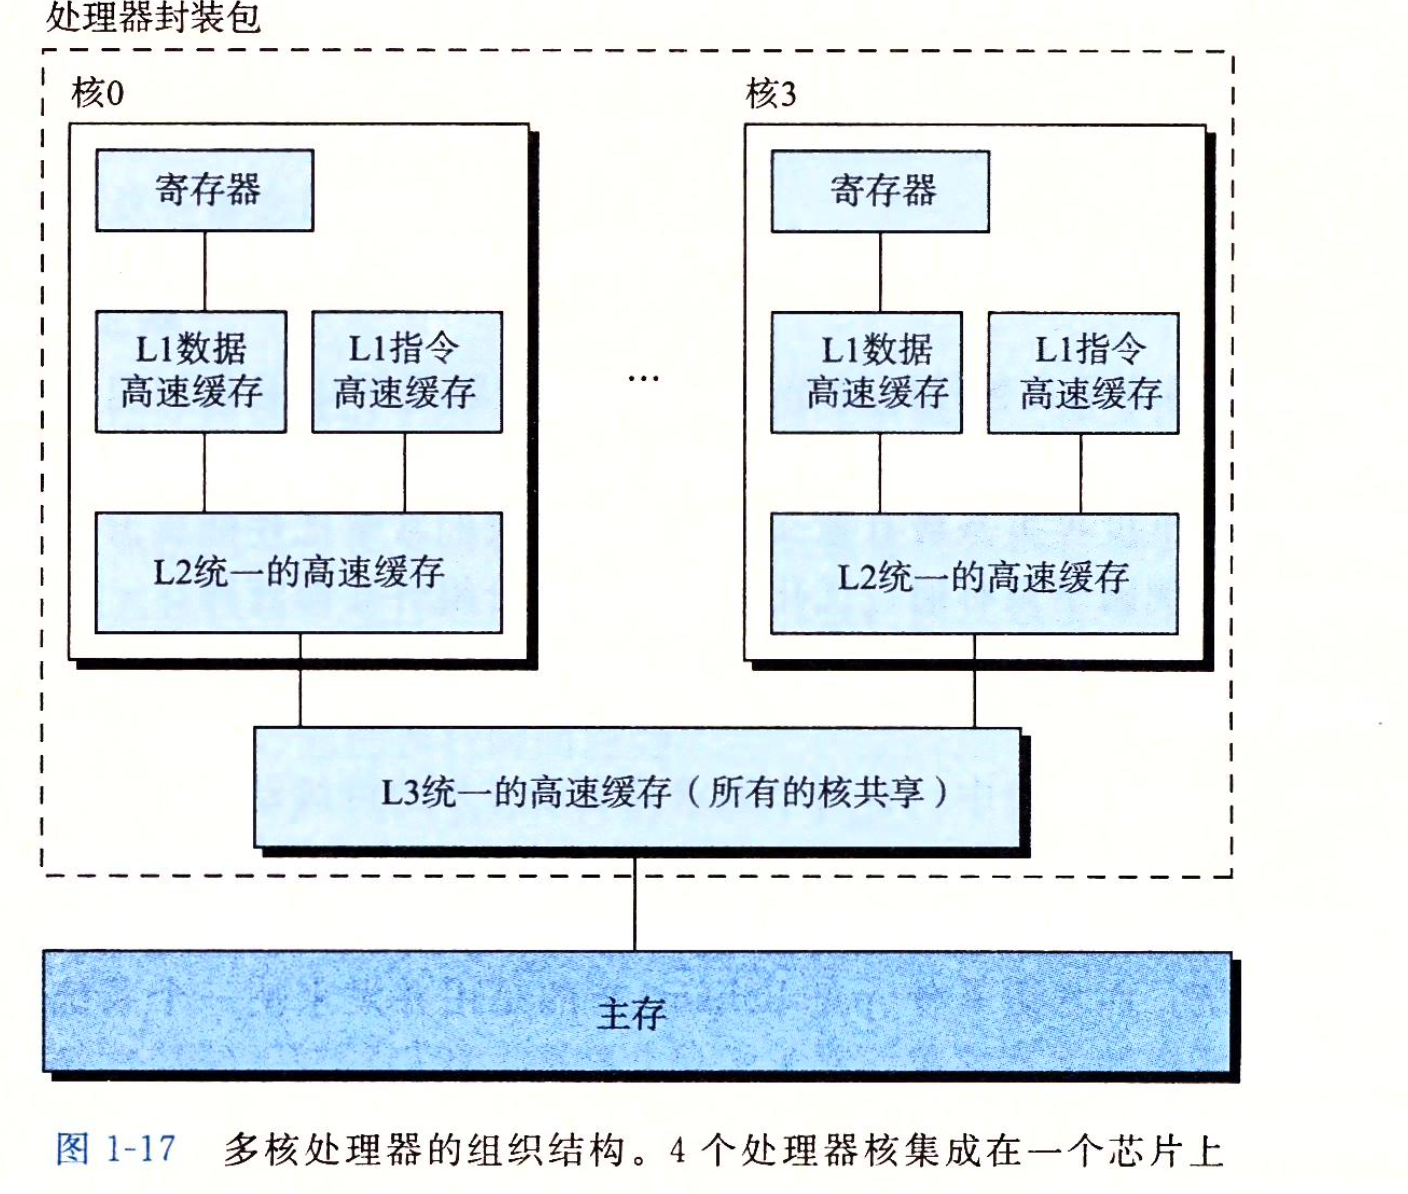 处理器封装包
核0
核3
寄存器
寄存器
L1数据
高速缓存
L1指令
高速缓存
...
L1数据
高速缓存
L1指令
高速缓存
L2统一的高速缓存
L2统一的高速缓存
L3统一的高速缓存（所有的核共享）
主存
图 1-17 多核处理器的组织结构。4 个处理器核集成在一个芯片上